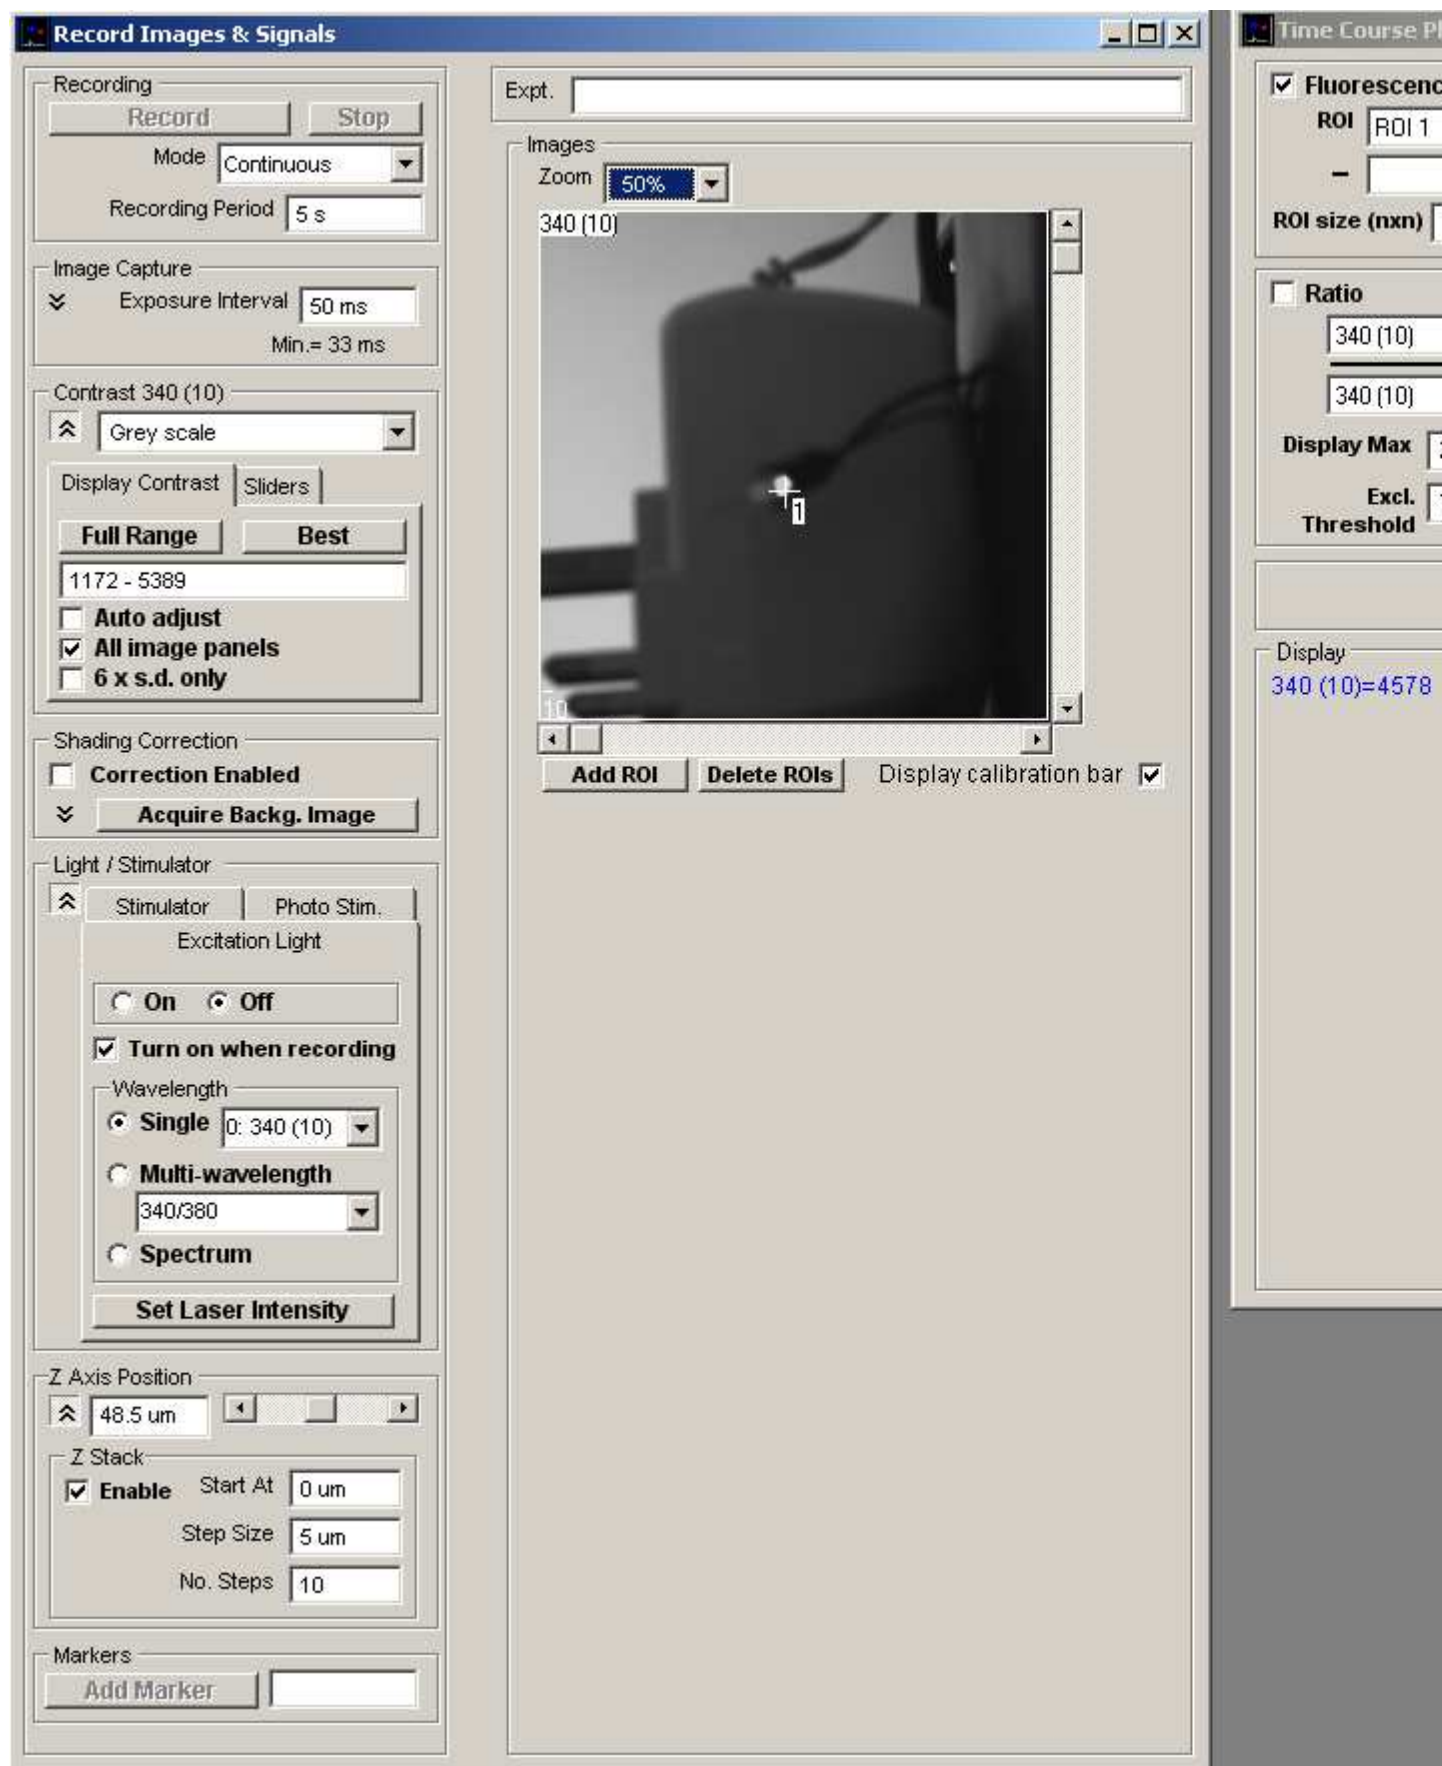 Record Images & Signals
Recording
Record Stop
Mode Continuous
Recording Period 5 s
Image Capture
Exposure Interval 50 ms
Min.= 33 ms
Contrast 340 (10)
Grey scale
Display Contrast Sliders
Full Range Best
1172 - 5389
Auto adjust
All image panels
6 x s.d. only
Shading Correction
Correction Enabled
Acquire Backg. Image
Light / Stimulator
Stimulator Photo Stim.
Excitation Light
On Off
Turn on when recording
Wavelength
Single 0: 340 (10)
Multi-wavelength
340/380
Spectrum
Set Laser Intensity
Z Axis Position
48.5 um
Z Stack
Enable Start At 0 um
Step Size 5 um
No. Steps 10
Markers
Add Marker
Expt.
Images
Zoom 50%
340 (10)
1
10
Add ROI Delete ROIs Display calibration bar
Time Course
Fluorescenc
ROI ROI 1
–
ROI size (nxn)
Ratio
340 (10)
340 (10)
Display Max
Excl.
Threshold
Display
340 (10)=4578